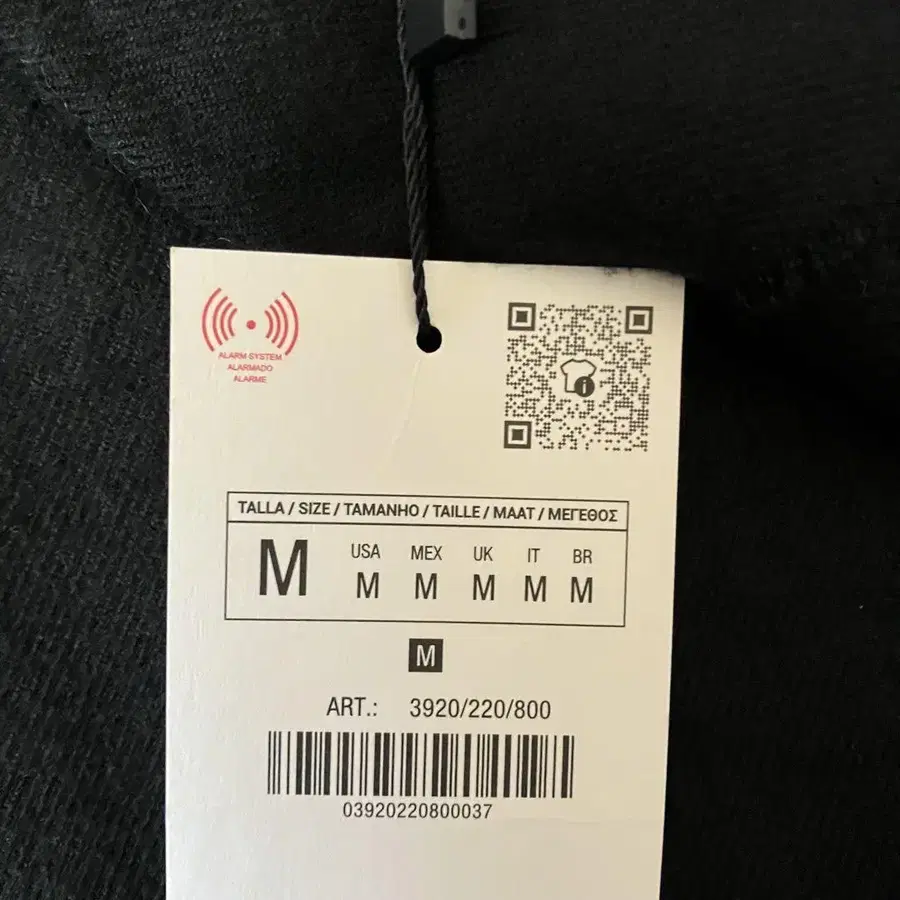 ALARM SYSTEM
ALARMADO
ALARME
TALLA / SIZE / TAMANHO / TAILLE / MAAT / ΜΕΓΕΘΟΣ
M
USA MEX UK IT BR
M M M M M
M
ART.: 3920/220/800
03920220800037